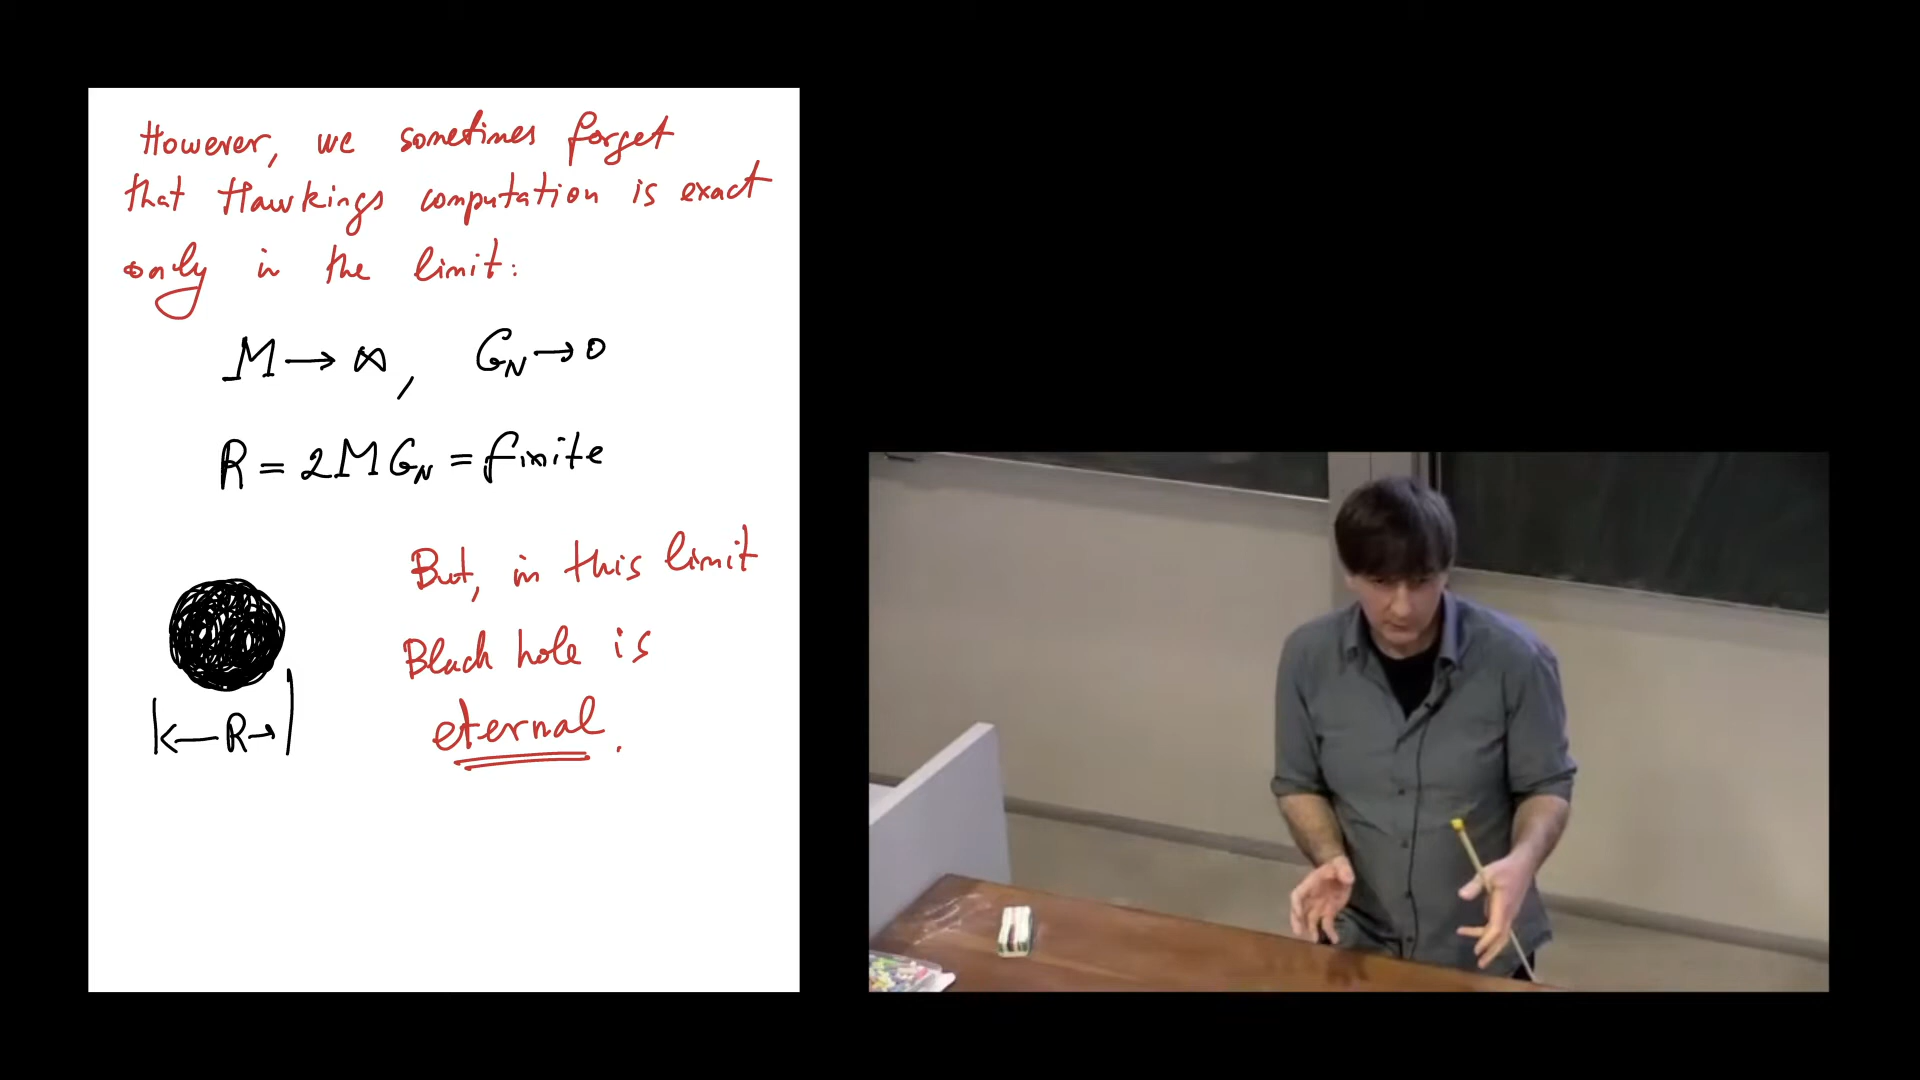 However, we sometimes forget
that Hawkings computation is exact
only in the limit:
M → ∞, G_N → 0
R = 2MG_N = finite
But, in this limit
Black hole is
eternal.
R